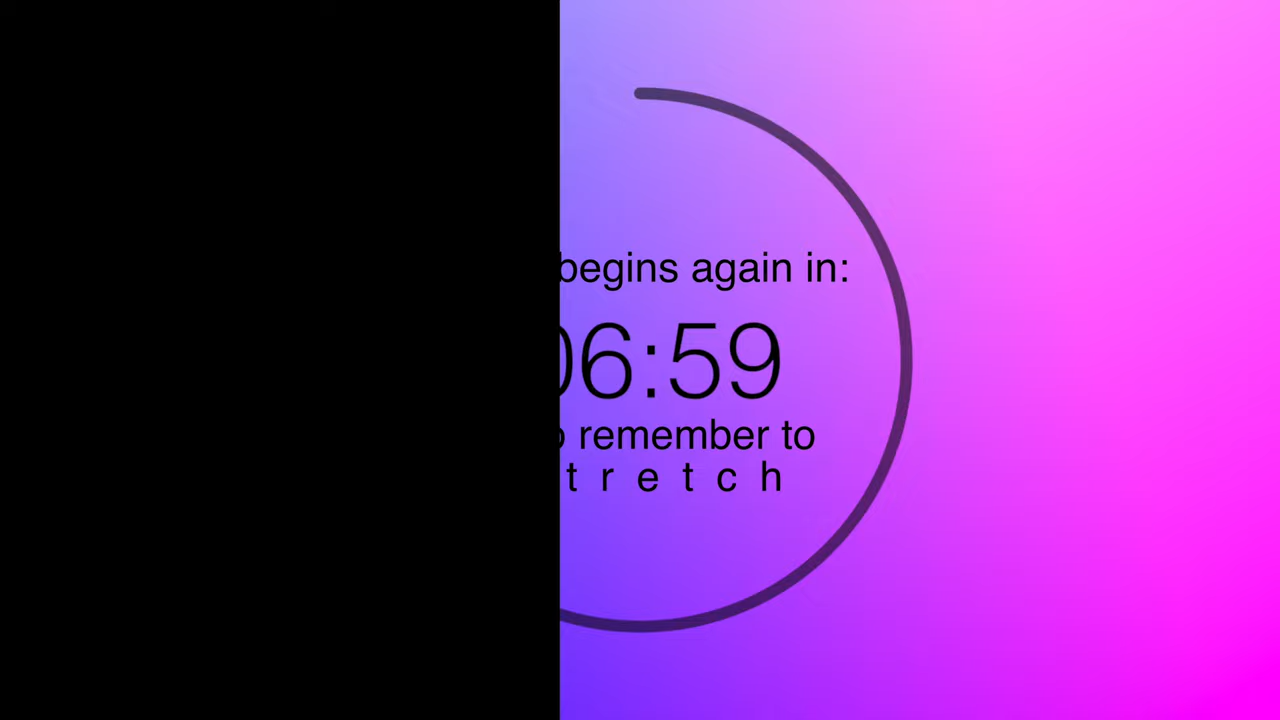 begins again in:
06:59
remember to
t r e t c h